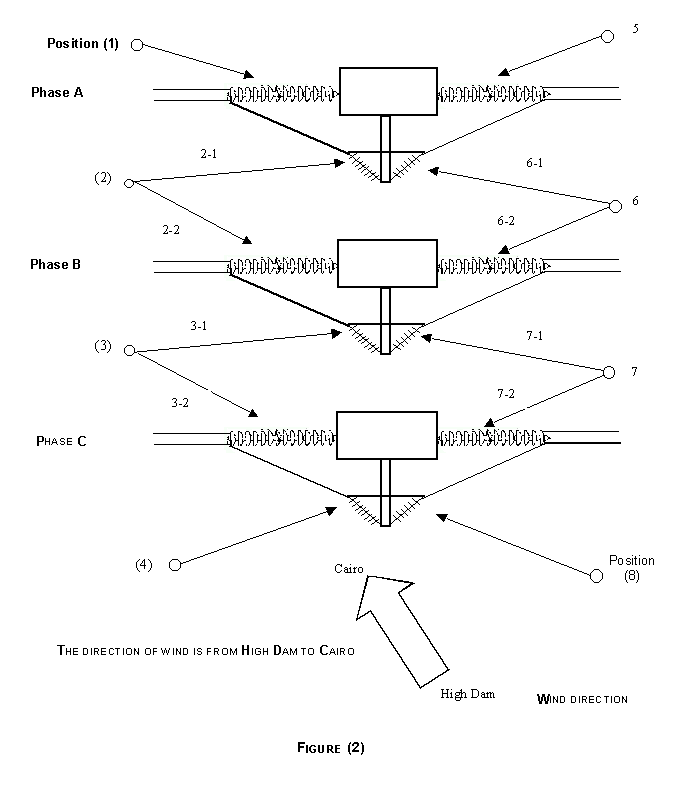 5
Position (1)
Phase A
2-1
6-1
(2)
6
6-2
2-2
Phase B
3-1
7-1
(3)
7
7-2
3-2
PHASE C
(4)
Position
(8)
Cairo
THE DIRECTION OF WIND IS FROM HIGH DAM TO CAIRO
High Dam
WIND DIRECTION
FIGURE (2)